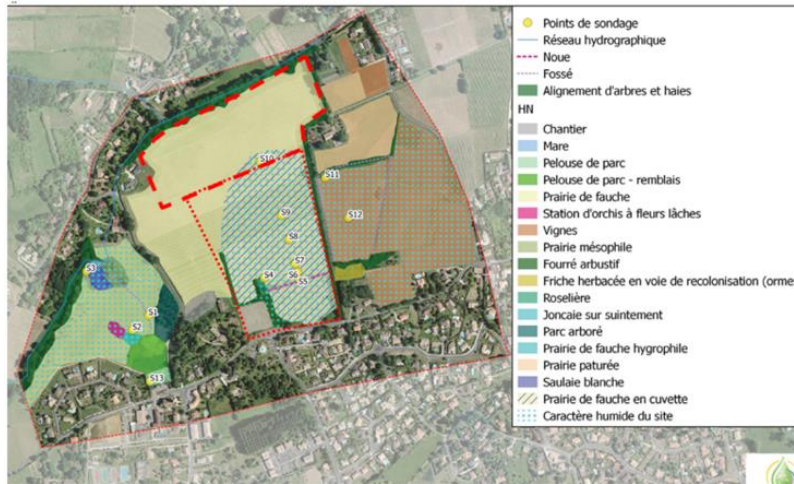 Points de sondage
Réseau hydrographique
Noue
Fossé
Alignement d'arbres et haies
HN
Chantier
Mare
Pelouse de parc
Pelouse de parc - remblais
Prairie de fauche
Station d'orchis à fleurs lâches
Vignes
Prairie mésophile
Fourré arbustif
Friche herbacée en voie de recolonisation (orme
Roselière
Joncaie sur suintement
Parc arboré
Prairie de fauche hygrophile
Prairie paturée
Saulaie blanche
Prairie de fauche en cuvette
Caractère humide du site
S10
S11
S9
S12
S8
S7
S3
S4
S6
S5
S1
S2
S13